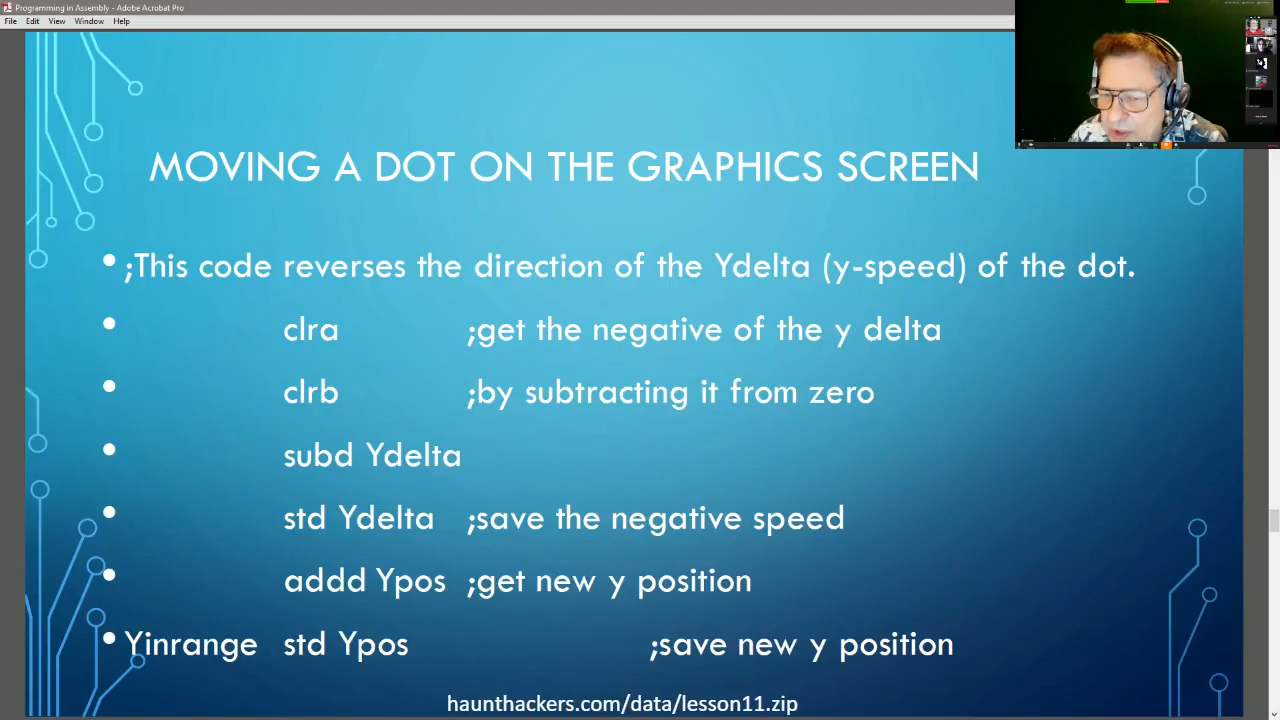 Programming in Assembly - Adobe Acrobat Pro
File Edit View Window Help
MOVING A DOT ON THE GRAPHICS SCREEN
;This code reverses the direction of the Ydelta (y-speed) of the dot.
clra ;get the negative of the y delta
clrb ;by subtracting it from zero
subd Ydelta
std Ydelta ;save the negative speed
addd Ypos ;get new y position
Yinrange std Ypos ;save new y position
haunthackers.com/data/lesson11.zip